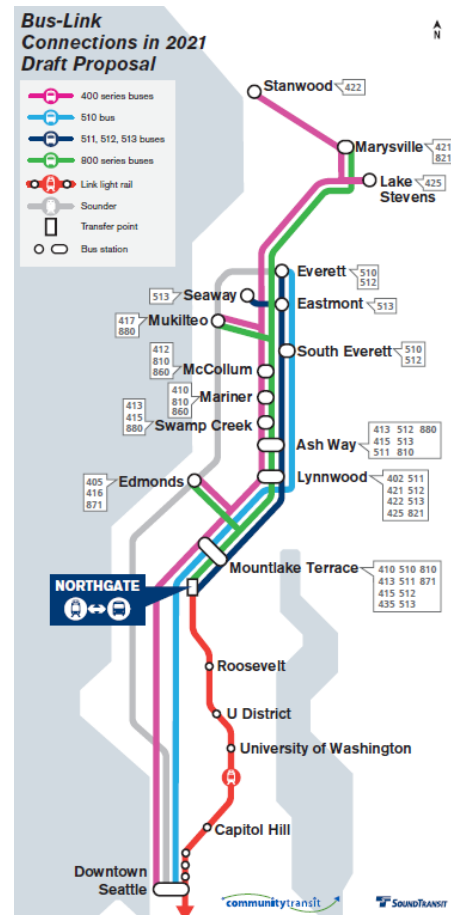 Bus-Link
Connections in 2021
Draft Proposal
N
400 series buses
510 bus
511, 512, 513 buses
800 series buses
Link light rail
Sounder
Transfer point
Bus station
Stanwood
422
Marysville
421
821
Lake
Stevens
425
Everett
510
512
513
Seaway
Eastmont
513
417
880
Mukilteo
South Everett
510
512
412
810
860
McCollum
410
810
860
Mariner
413
415
880
Swamp Creek
Ash Way
413 512 880
415 513
511 810
Lynnwood
402 511
421 512
422 513
425 821
405
416
871
Edmonds
Mountlake Terrace
410 510 810
413 511 871
415 512
435 513
NORTHGATE
Roosevelt
U District
University of Washington
Capitol Hill
Downtown
Seattle
communitytransit
SOUNDTRANSIT